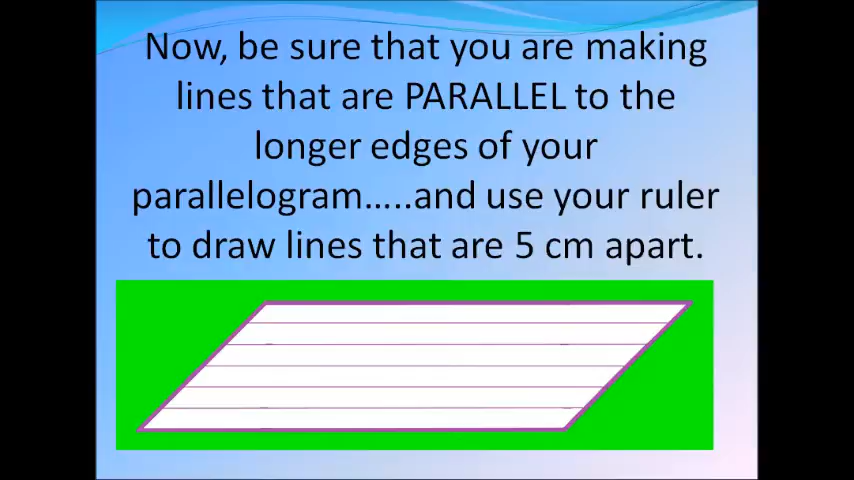 Now, be sure that you are making
lines that are PARALLEL to the
longer edges of your
parallelogram…..and use your ruler
to draw lines that are 5 cm apart.